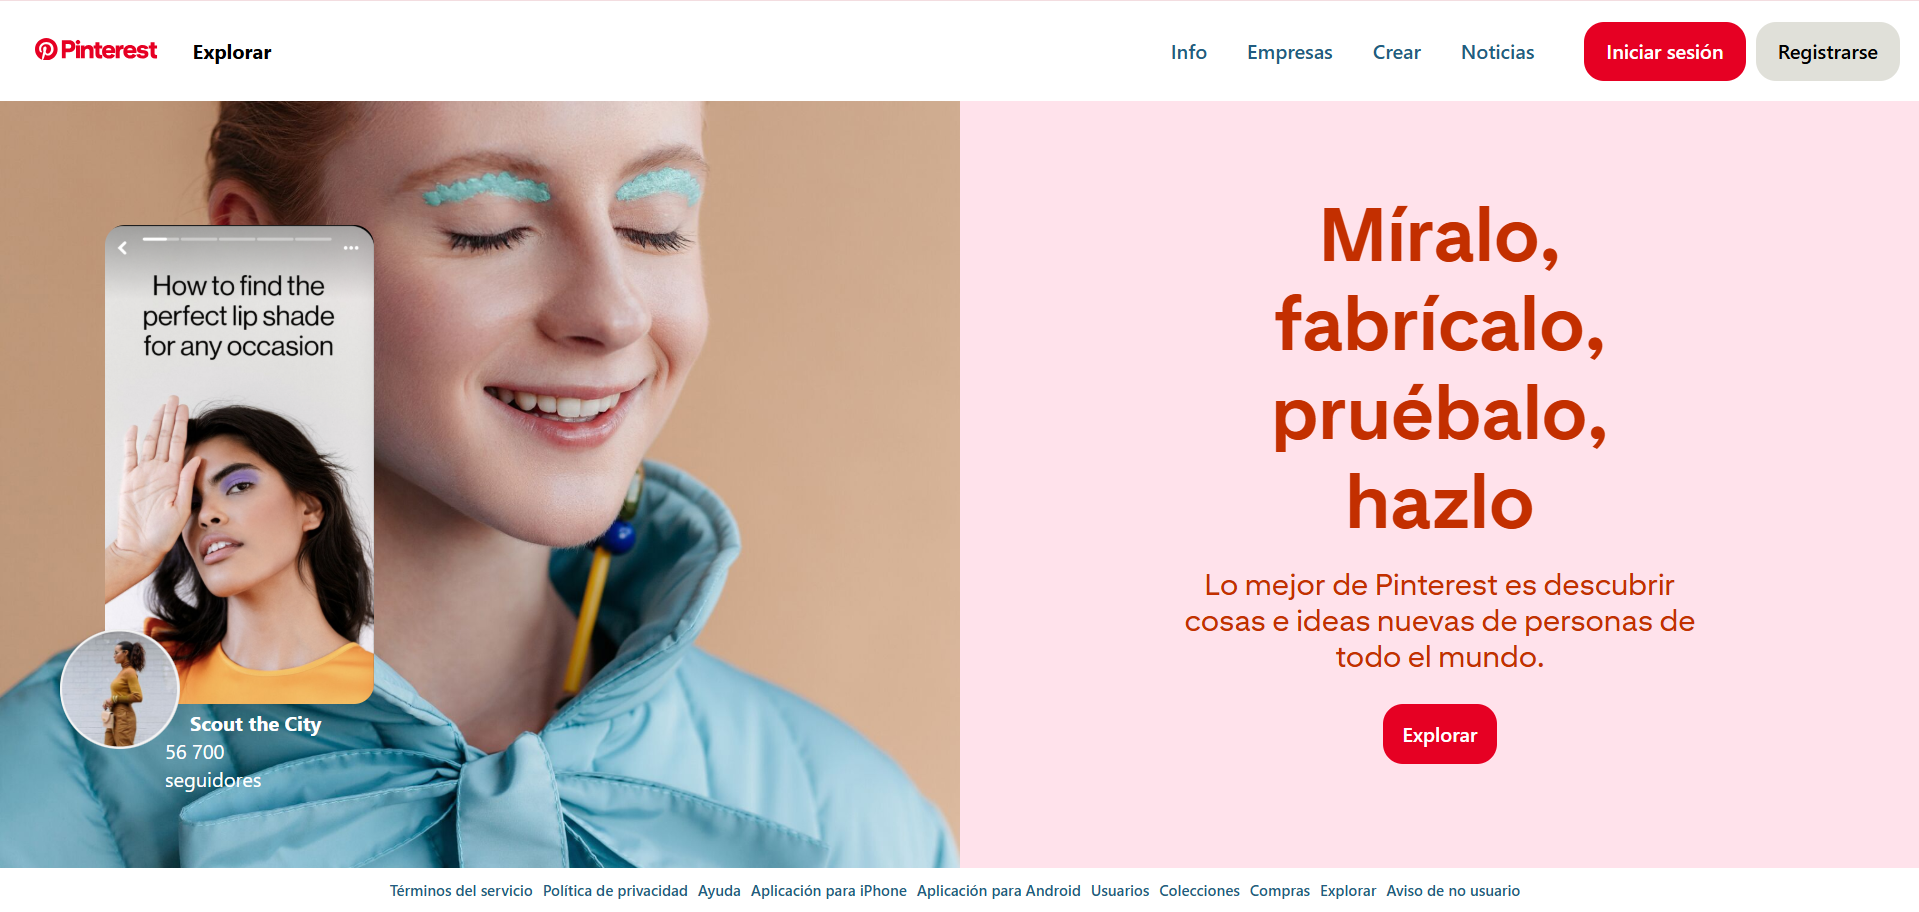 Pinterest
Explorar
Info
Empresas
Crear
Noticias
Iniciar sesión
Registrarse
How to find the
perfect lip shade
for any occasion
Scout the City
56 700
seguidores
Míralo,
fabrícalo,
pruébalo,
hazlo
Lo mejor de Pinterest es descubrir
cosas e ideas nuevas de personas de
todo el mundo.
Explorar
Términos del servicio Política de privacidad Ayuda Aplicación para iPhone Aplicación para Android Usuarios Colecciones Compras Explorar Aviso de no usuario